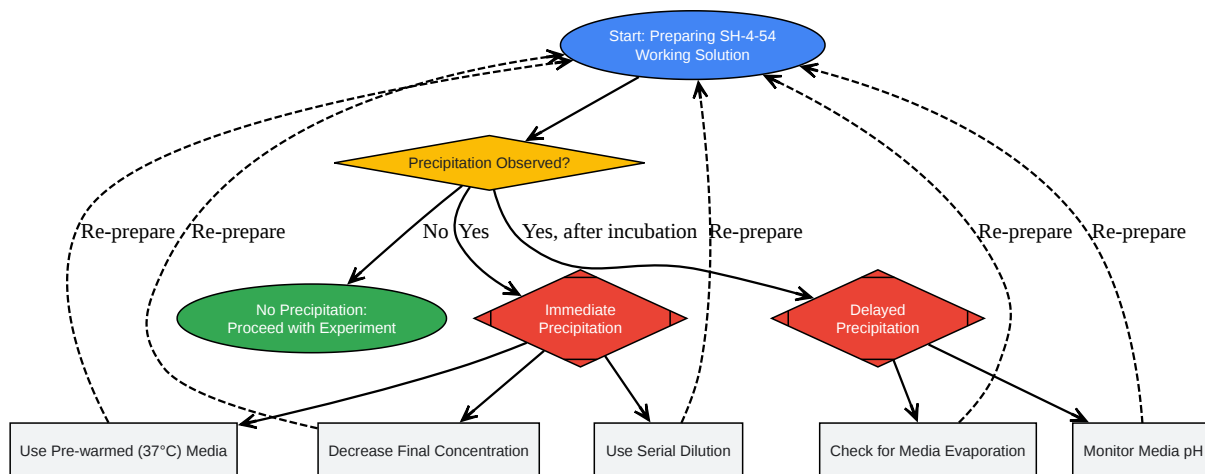 Start: Preparing SH-4-54
Working Solution
Precipitation Observed?
Re-prepare
Re-prepare
No
Yes
Yes, after incubation
Re-prepare
Re-prepare
Re-prepare
No Precipitation:
Proceed with Experiment
Immediate
Precipitation
Delayed
Precipitation
Use Pre-warmed (37°C) Media
Decrease Final Concentration
Use Serial Dilution
Check for Media Evaporation
Monitor Media pH